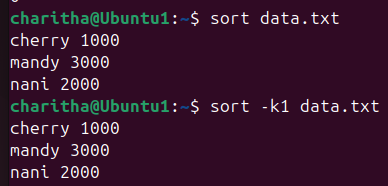 charitha@Ubuntu1:~$ sort data.txt
cherry 1000
mandy 3000
nani 2000
charitha@Ubuntu1:~$ sort -k1 data.txt
cherry 1000
mandy 3000
nani 2000